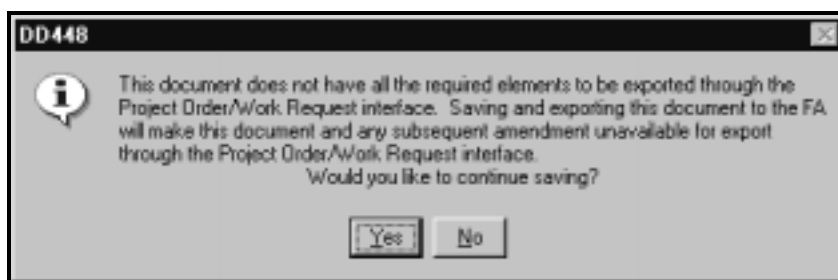 DD448
This document does not have all the required elements to be exported through the
Project Order/Work Request interface. Saving and exporting this document to the FA
will make this document and any subsequent amendment unavailable for export
through the Project Order/Work Request interface.
Would you like to continue saving?
Yes No